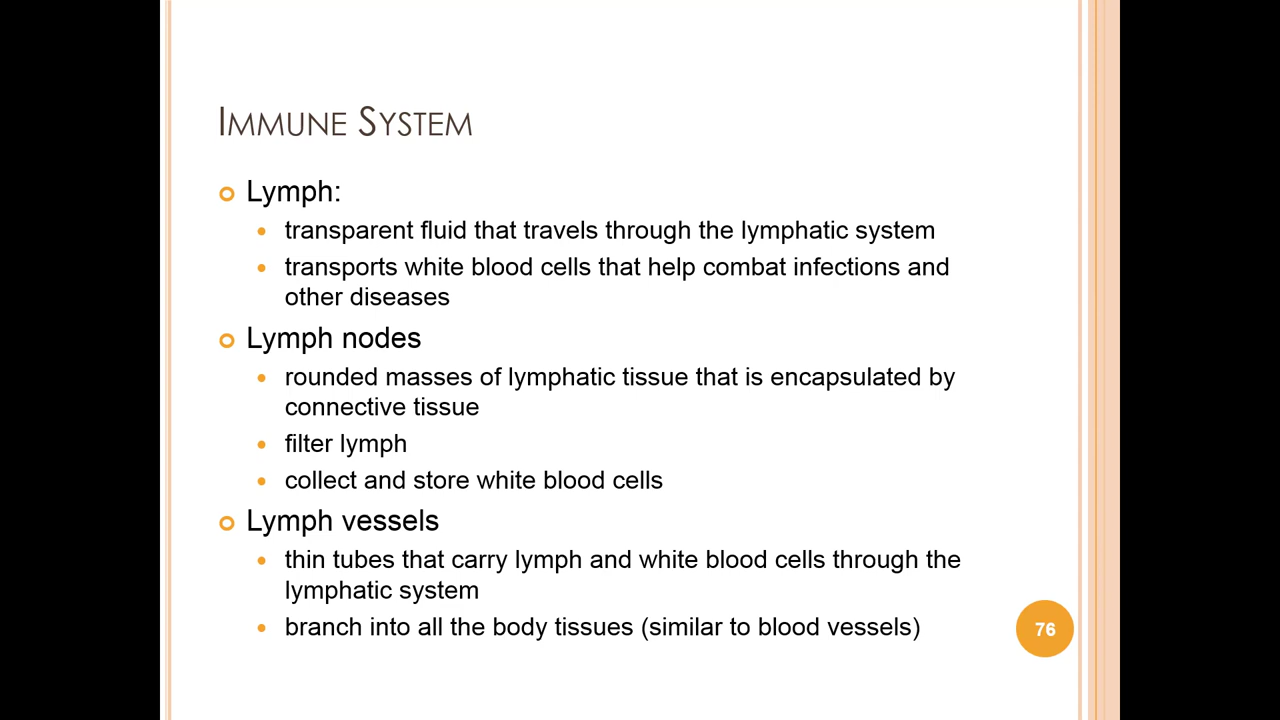 IMMUNE SYSTEM
Lymph:
transparent fluid that travels through the lymphatic system
transports white blood cells that help combat infections and
other diseases
Lymph nodes
rounded masses of lymphatic tissue that is encapsulated by
connective tissue
filter lymph
collect and store white blood cells
Lymph vessels
thin tubes that carry lymph and white blood cells through the
lymphatic system
branch into all the body tissues (similar to blood vessels)
76